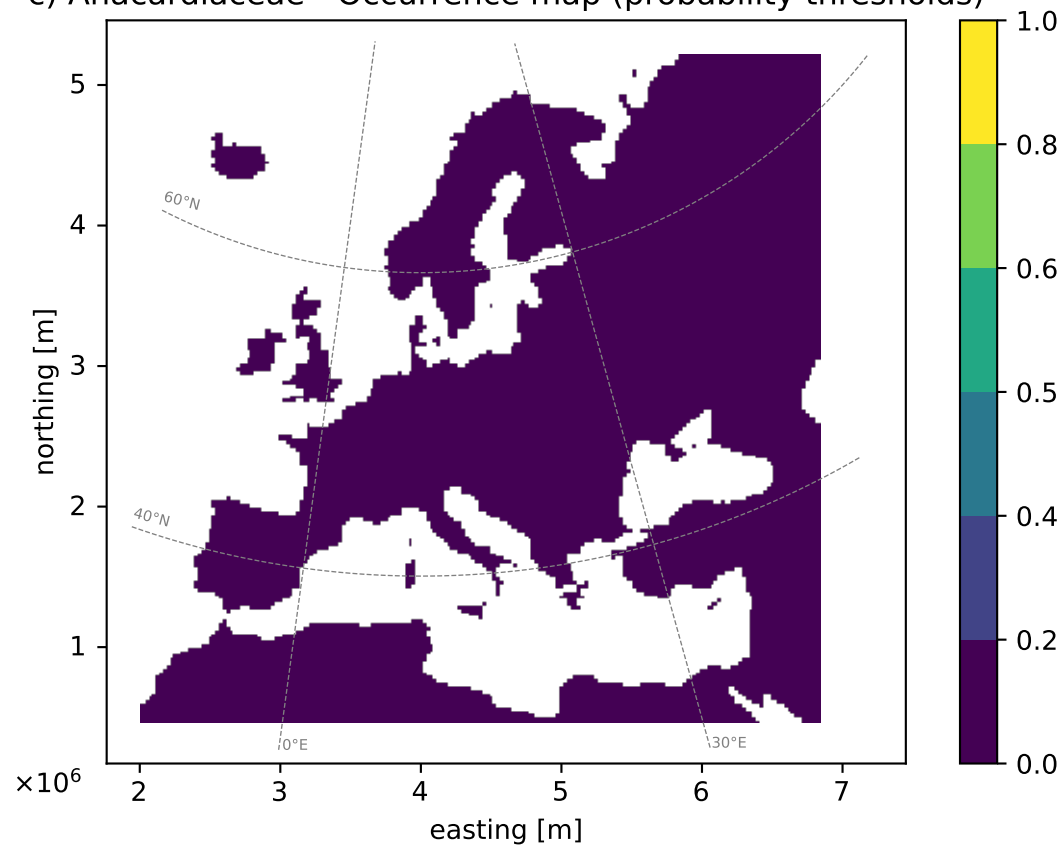 c) Anacardiaceae - Occurrence map (probability thresholds)
1.0
5
0.8
60°N
4
0.6
northing [m]
3
0.5
40°N
2
0.4
1
0.2
0°E
30°E
0.0
×10⁶
2 3 4 5 6 7
easting [m]